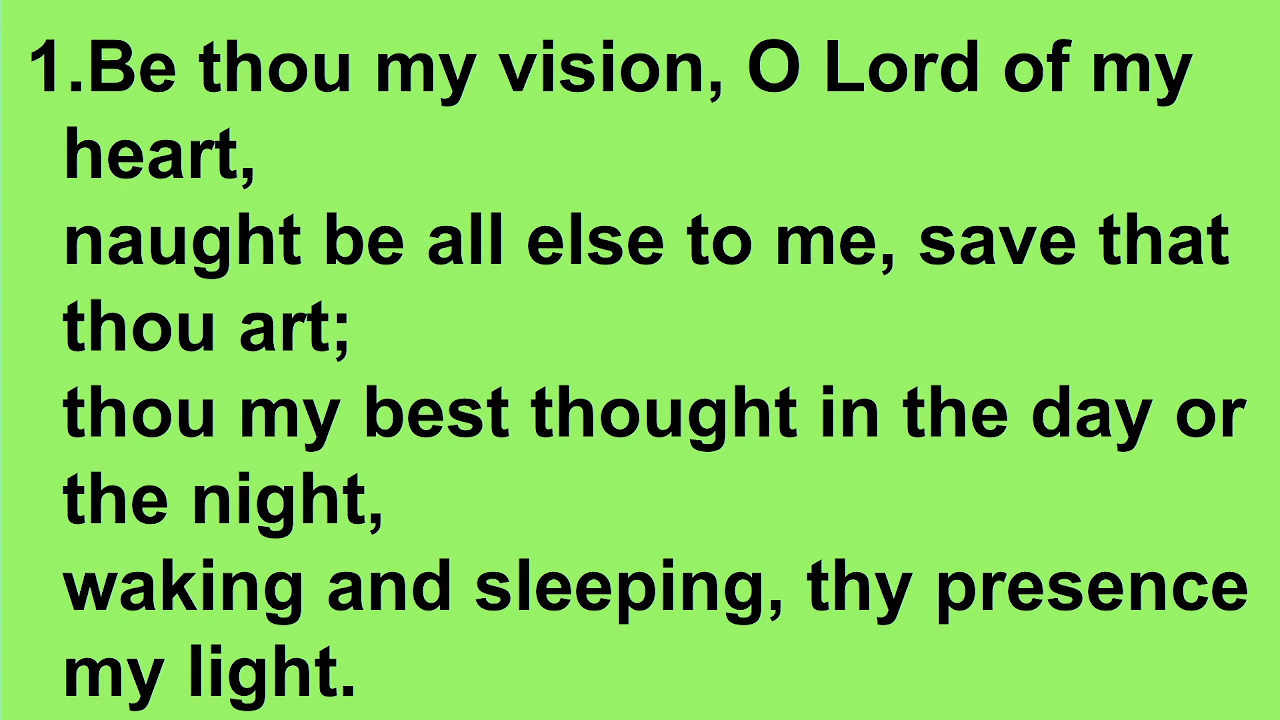 1.Be thou my vision, O Lord of my
heart,
naught be all else to me, save that
thou art;
thou my best thought in the day or
the night,
waking and sleeping, thy presence
my light.